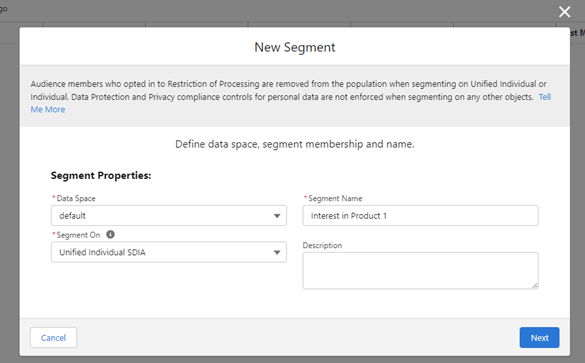 go
st M
New Segment
Audience members who opted in to Restriction of Processing are removed from the population when segmenting on Unified Individual or
Individual. Data Protection and Privacy compliance controls for personal data are not enforced when segmenting on any other objects. Tell
Me More
Define data space, segment membership and name.
Segment Properties:
* Data Space
* Segment Name
default
Interest in Product 1
* Segment On
Description
Unified Individual SDIA
Cancel
Next